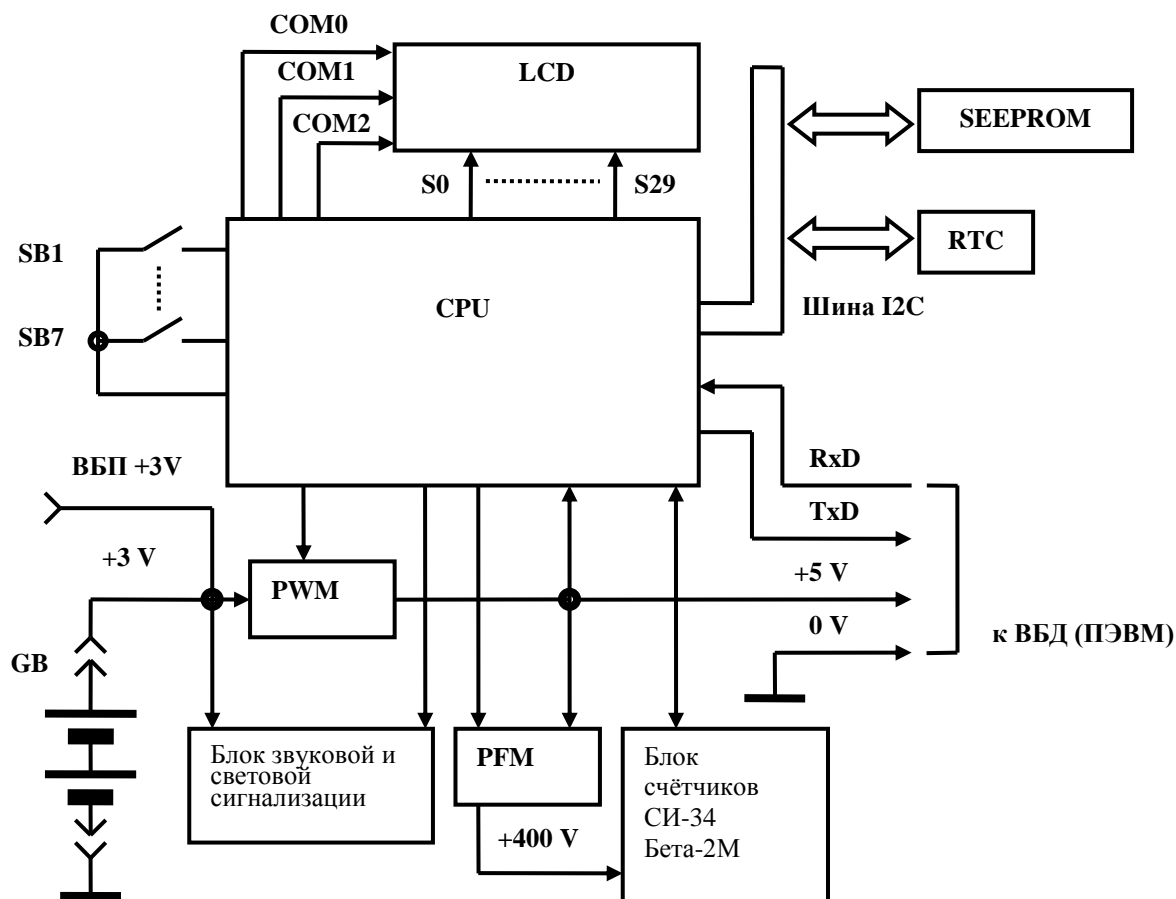 COM0
LCD
COM1
COM2
SEEPROM
S0
S29
SB1
RTC
CPU
Шина I2C
SB7
RxD
ВБП +3V
TxD
+3 V
PWM
+5 V
0 V
к ВБД (ПЭВМ)
GB
Блок звуковой и
световой
сигнализации
PFM
Блок
счётчиков
СИ-34
Бета-2М
+400 V